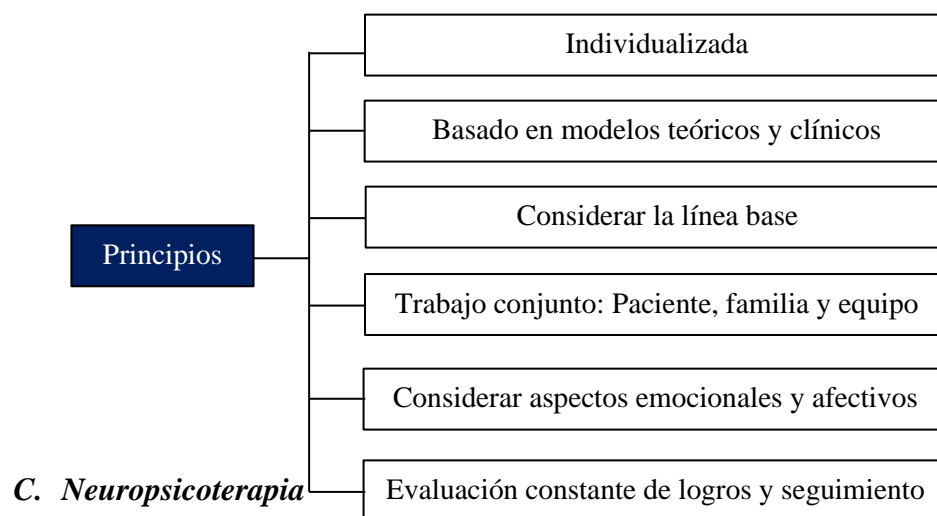 Individualizada
Basado en modelos teóricos y clínicos
Considerar la línea base
Principios
Trabajo conjunto: Paciente, familia y equipo
Considerar aspectos emocionales y afectivos
C. Neuropsicoterapia
Evaluación constante de logros y seguimiento